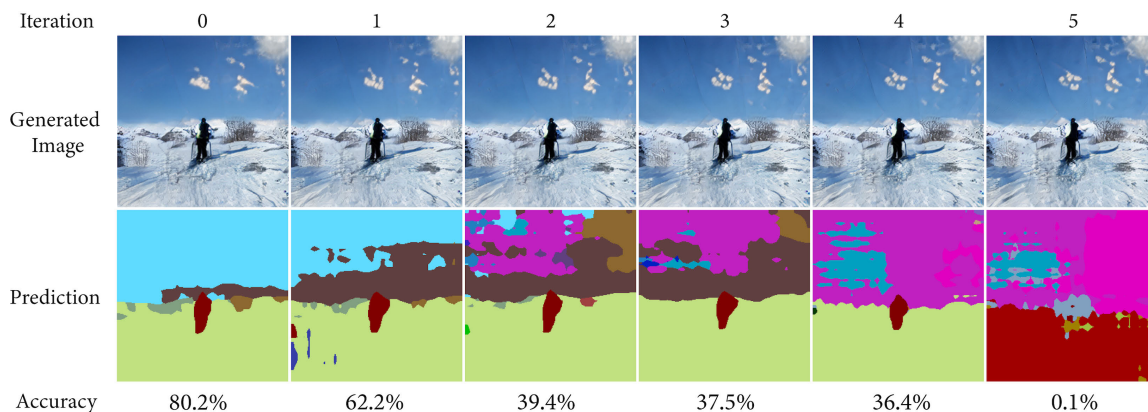 Iteration 0 1 2 3 4 5
Generated
Image
Prediction
Accuracy 80.2% 62.2% 39.4% 37.5% 36.4% 0.1%